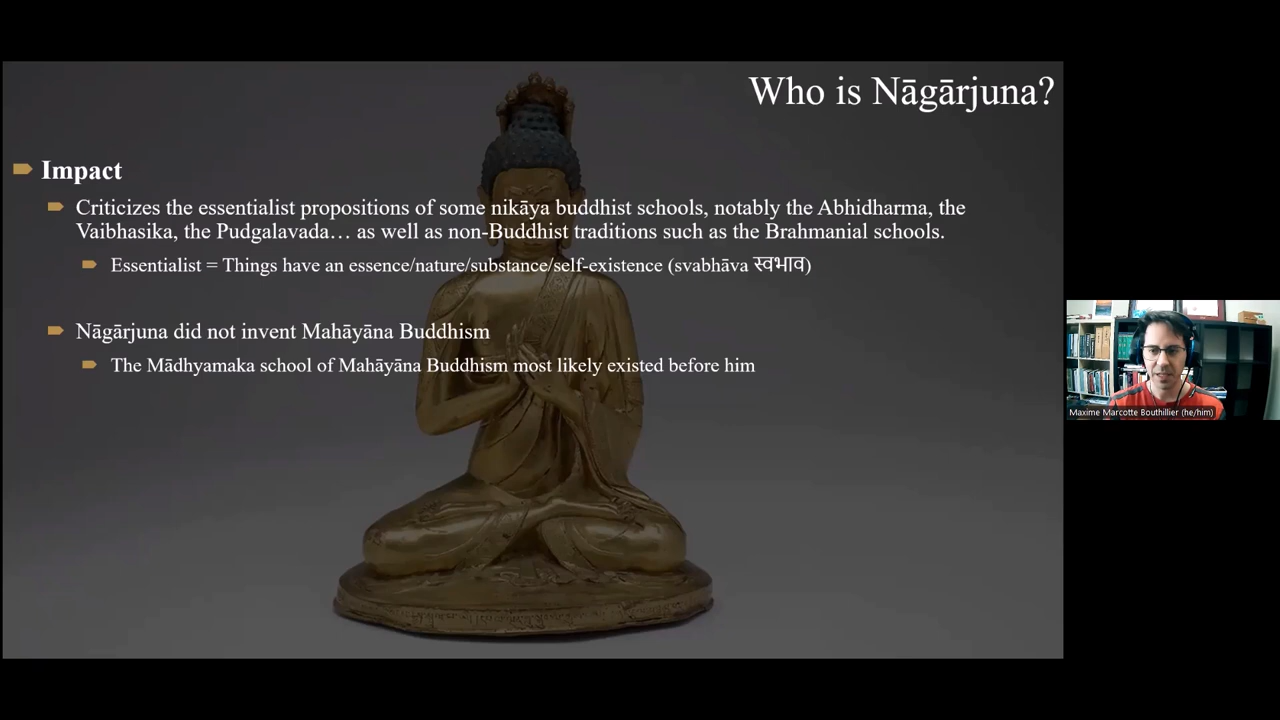 Who is Nāgārjuna?
Impact
Criticizes the essentialist propositions of some nikāya buddhist schools, notably the Abhidharma, the
Vaibhasika, the Pudgalavada… as well as non-Buddhist traditions such as the Brahmanial schools.
Essentialist = Things have an essence/nature/substance/self-existence (svabhāva स्वभाव)
Nāgārjuna did not invent Mahāyāna Buddhism
The Mādhyamaka school of Mahāyāna Buddhism most likely existed before him
Maxime Marcotte Bouthillier (he/him)